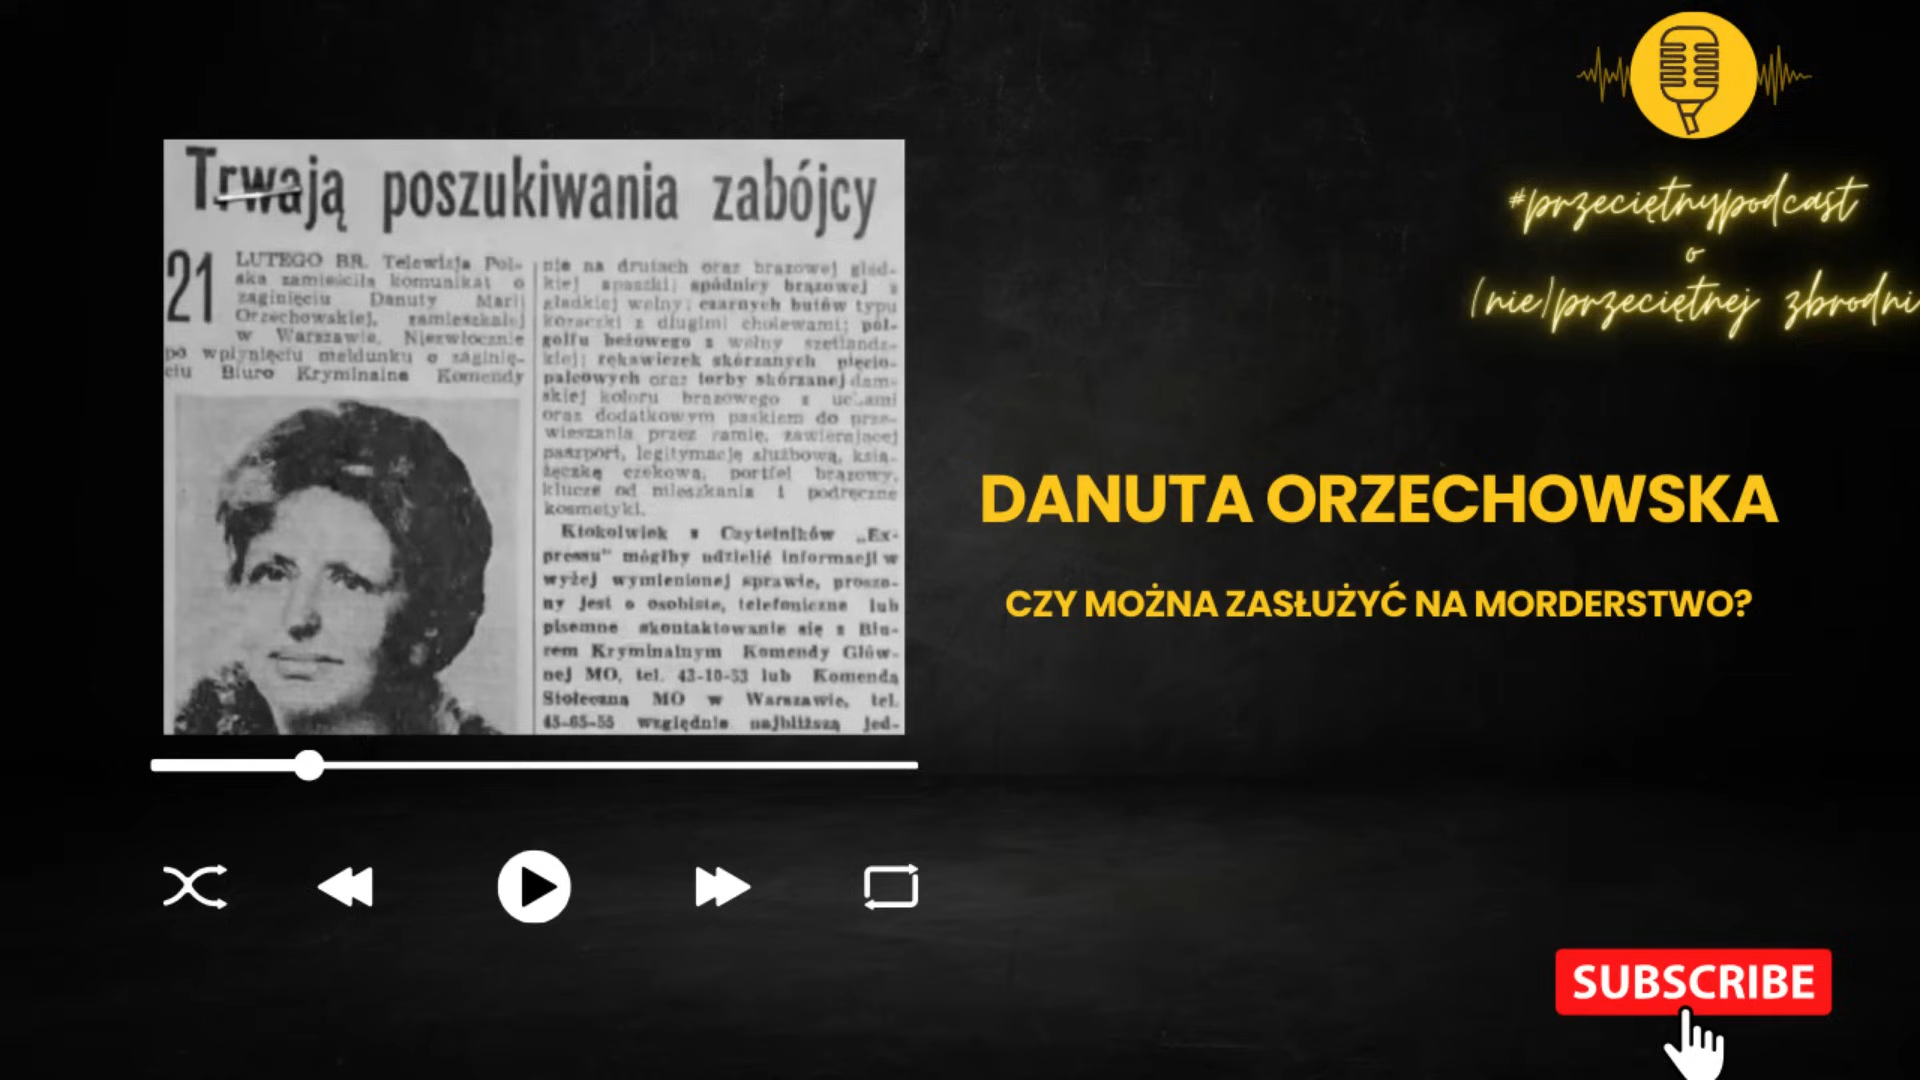 Trwają poszukiwania zabójcy
21 LUTEGO BR. Telewizja Pol-
ska zamieściła komunikat o
zaginięciu Danuty Marii
Orzechowskiej, zamieszkałej
w Warszawie. Niezwłocznie
po wpłynięciu meldunku o zaginię-
ciu Biuro Kryminalne Komendy
nie na drutach oraz brązowej gład-
kiej apaszki; spódnicy brązowej z
gładkiej wełny; czarnych butów typu
kozaczki z długimi cholewami; pół-
golfu beżowego z wełny szetlandz-
kiej; rękawiczek skórzanych pięcio-
palcowych oraz torby skórzanej dam-
skiej koloru brązowego z uchami
oraz dodatkowym paskiem do prze-
wieszania przez ramię, zawierającej
paszport, legitymację służbową, ksią-
żeczkę czekową, portfel brązowy,
klucze od mieszkania i podręczne
kosmetyki.
Ktokolwiek z Czytelników „Ex-
pressu" mógłby udzielić informacji w
wyżej wymienionej sprawie, proszo-
ny jest o osobiste, telefoniczne lub
pisemne skontaktowanie się z Biu-
rem Kryminalnym Komendy Głów-
nej MO, tel. 43-10-53 lub Komendą
Stołeczną MO w Warszawie, tel.
45-65-55 względnie najbliższą jed-
#przeciętnypodcast
o
(nie)przeciętnej zbrodni
DANUTA ORZECHOWSKA
CZY MOŻNA ZASŁUŻYĆ NA MORDERSTWO?
SUBSCRIBE